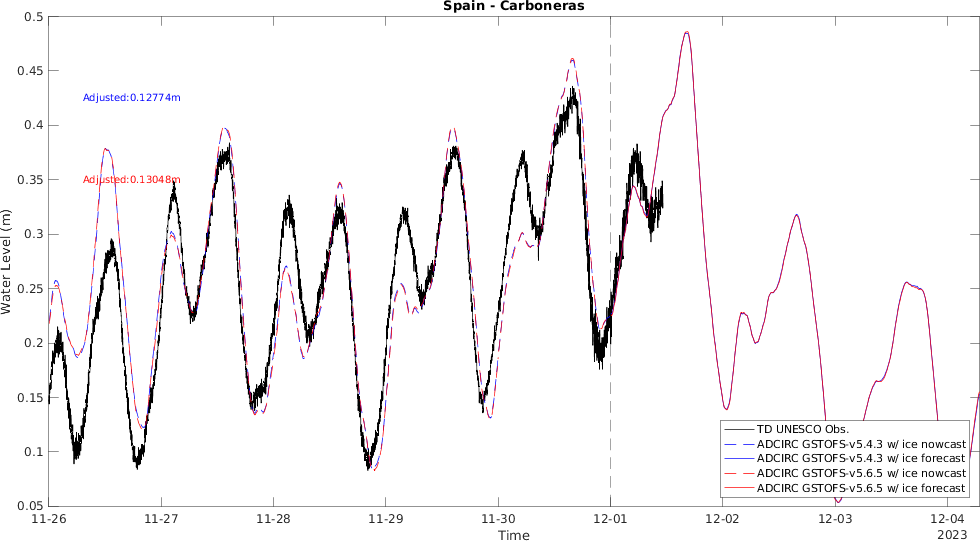 Spain - Carboneras
0.5
0.45
0.4
0.35
0.3
0.25
0.2
0.15
0.1
0.05
Water Level (m)
Adjusted:0.12774m
Adjusted:0.13048m
TD UNESCO Obs.
ADCIRC GSTOFS-v5.4.3 w/ ice nowcast
ADCIRC GSTOFS-v5.4.3 w/ ice forecast
ADCIRC GSTOFS-v5.6.5 w/ ice nowcast
ADCIRC GSTOFS-v5.6.5 w/ ice forecast
11-26 11-27 11-28 11-29 11-30 12-01 12-02 12-03 12-04
Time
2023